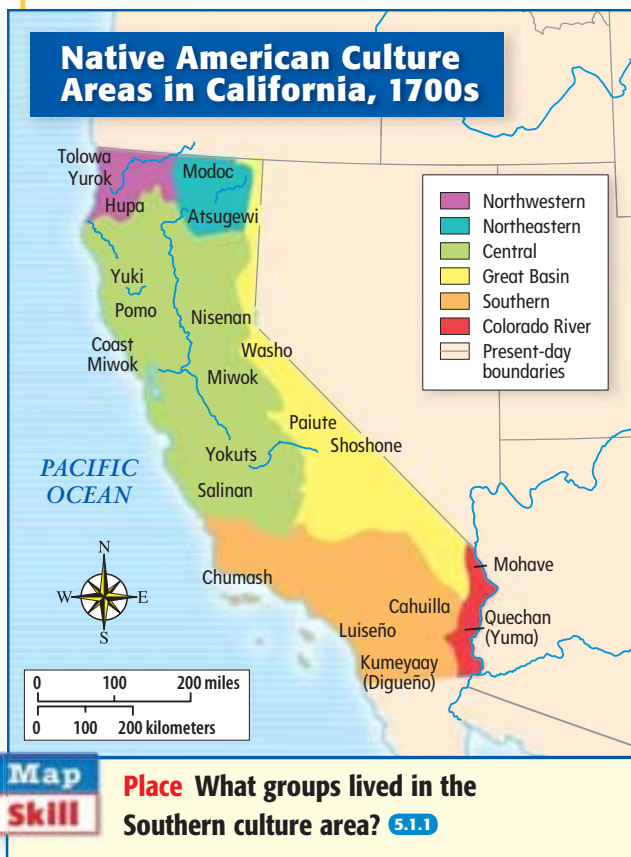 Native American Culture
Areas in California, 1700s
Tolowa
Yurok
Hupa
Modoc
Atsugewi
Yuki
Pomo
Nisenan
Coast
Miwok
Washo
Miwok
Paiute
Shoshone
Yokuts
Salinan
PACIFIC
OCEAN
Chumash
Mohave
Cahuilla
Quechan
(Yuma)
Luiseño
Kumeyaay
(Digueño)
Northwestern
Northeastern
Central
Great Basin
Southern
Colorado River
Present-day
boundaries
N
W E
S
0 100 200 miles
0 100 200 kilometers
Map
Skill
Place What groups lived in the
Southern culture area? 5.1.1